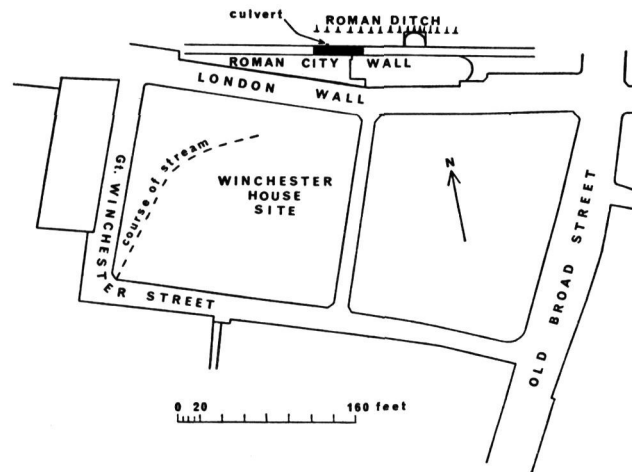 culvert
ROMAN DITCH
ROMAN CITY WALL
LONDON WALL
Gt. WINCHESTER STREET
course of stream
WINCHESTER
HOUSE
SITE
N
OLD BROAD STREET
0 20 160 feet